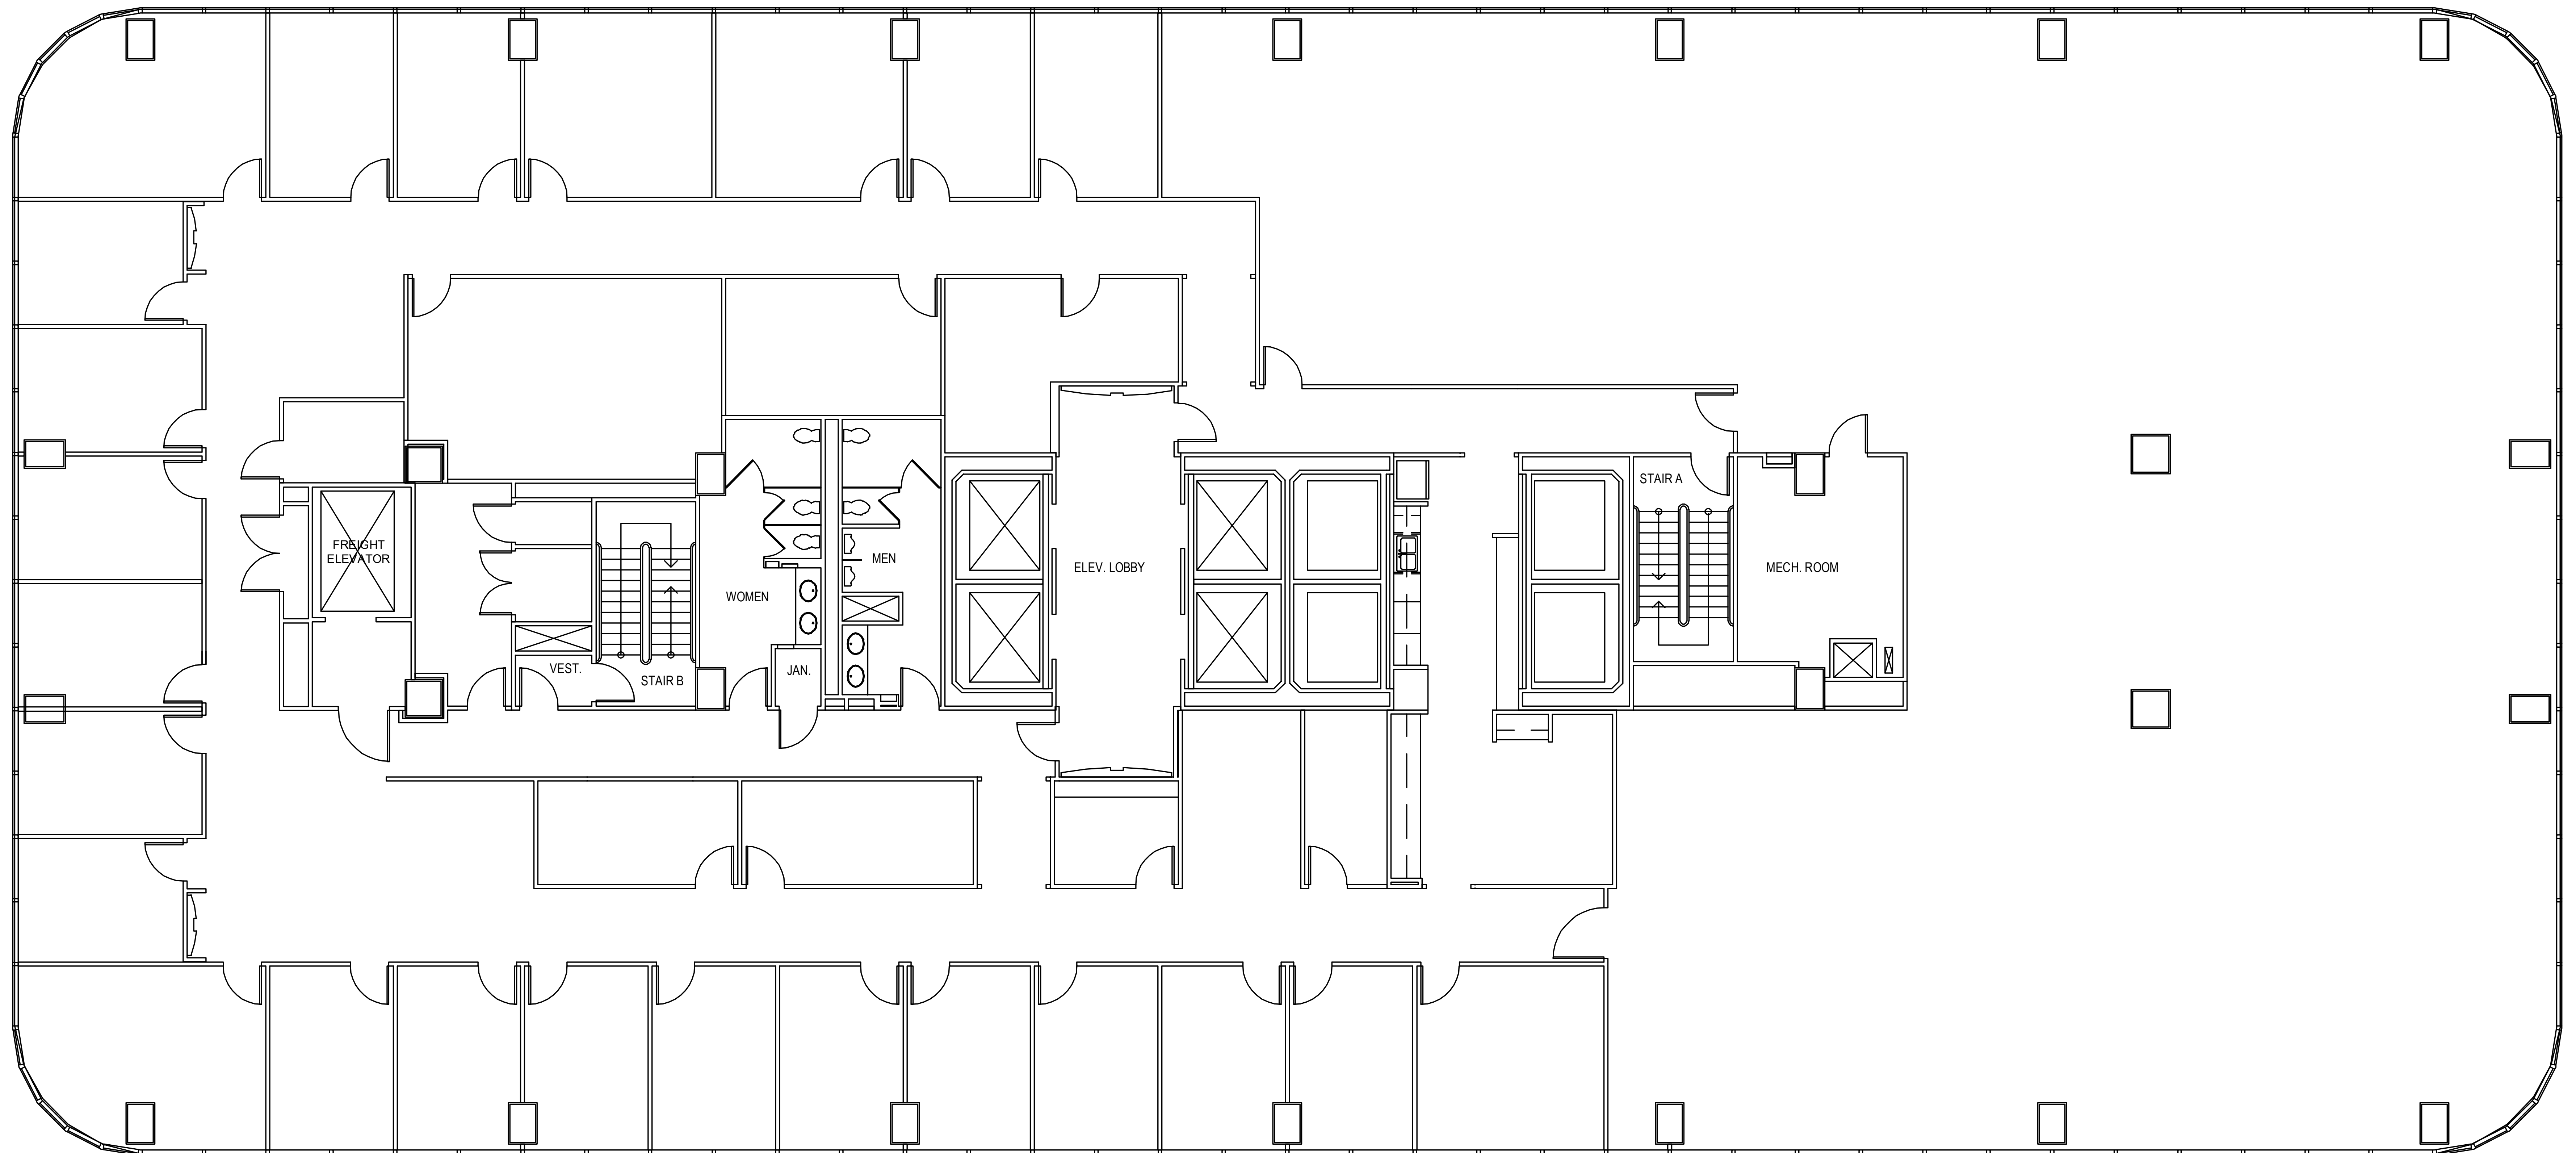 STAIR A
FREIGHT
ELEVATOR
MEN
ELEV. LOBBY
MECH. ROOM
WOMEN
VEST.
STAIR B
JAN.